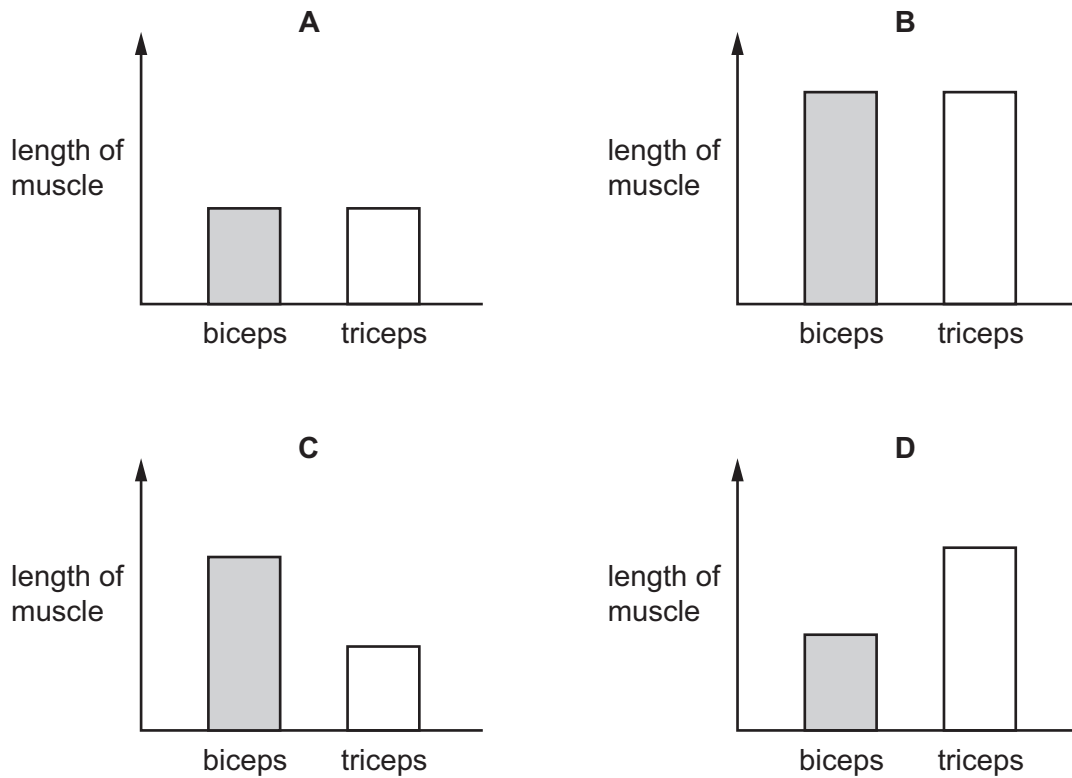 A
length of
muscle
biceps triceps
B
length of
muscle
biceps triceps
C
length of
muscle
biceps triceps
D
length of
muscle
biceps triceps